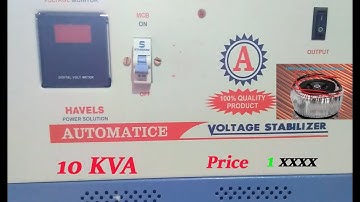 VOLTAGE MONITOR
MCB
ON
S
OFF
DIGITAL VOLT METER
A
100% QUALITY
PRODUCT
OUTPUT
HAVELS
POWER SOLUTION
AUTOMATICE
VOLTAGE STABILIZER
10 KVA
Price 1 XXXX